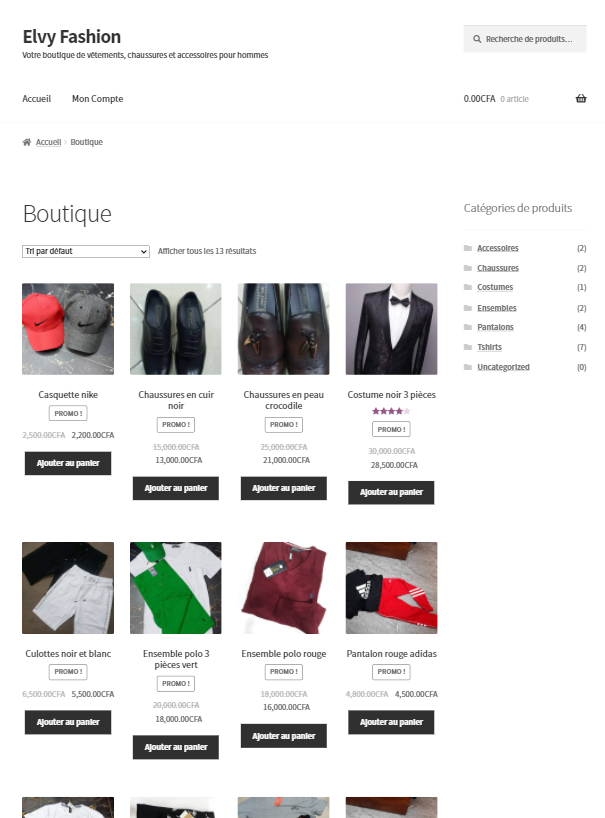 Elvy Fashion
Votre boutique de vêtements, chaussures et accessoires pour hommes
Recherche de produits…
Accueil
Mon Compte
0.00CFA 0 article
Accueil › Boutique
Boutique
Tri par défaut
Afficher tous les 13 résultats
Casquette nike
PROMO !
2,500.00CFA 2,200.00CFA
Ajouter au panier
Chaussures en cuir
noir
PROMO !
15,000.00CFA
13,000.00CFA
Ajouter au panier
Chaussures en peau
crocodile
PROMO !
25,000.00CFA
21,000.00CFA
Ajouter au panier
Costume noir 3 pièces
PROMO !
30,000.00CFA
28,500.00CFA
Ajouter au panier
Culottes noir et blanc
PROMO !
6,500.00CFA 5,500.00CFA
Ajouter au panier
Ensemble polo 3
pièces vert
PROMO !
20,000.00CFA
18,000.00CFA
Ajouter au panier
Ensemble polo rouge
PROMO !
18,000.00CFA
16,000.00CFA
Ajouter au panier
adidas
Pantalon rouge adidas
PROMO !
4,800.00CFA 4,500.00CFA
Ajouter au panier
Catégories de produits
Accessoires (2)
Chaussures (2)
Costumes (1)
Ensembles (2)
Pantalons (4)
Tshirts (7)
Uncategorized (0)